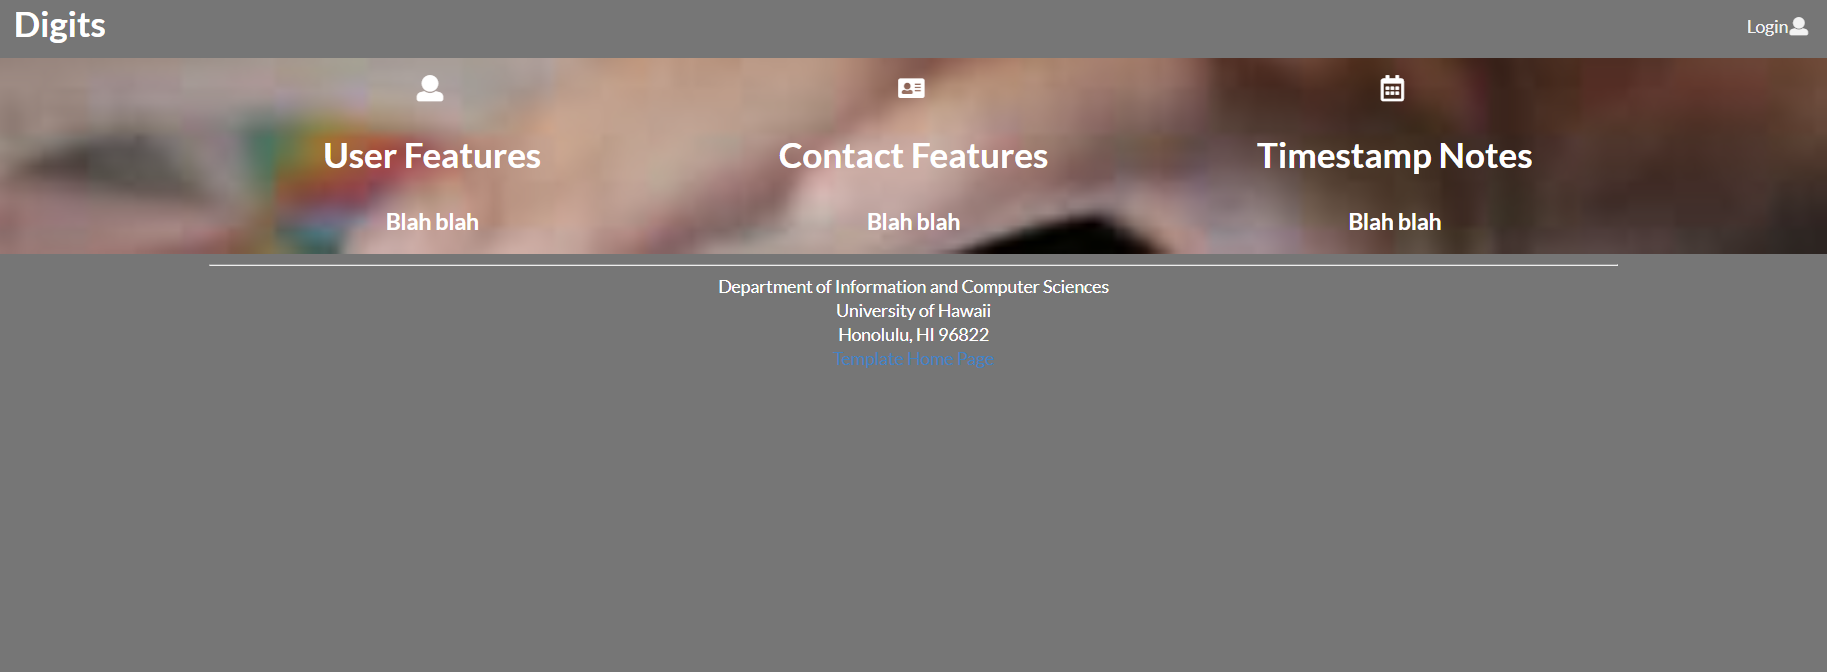 Digits
Login
User Features
Contact Features
Timestamp Notes
Blah blah
Blah blah
Blah blah
Department of Information and Computer Sciences
University of Hawaii
Honolulu, HI 96822
Template Home Page